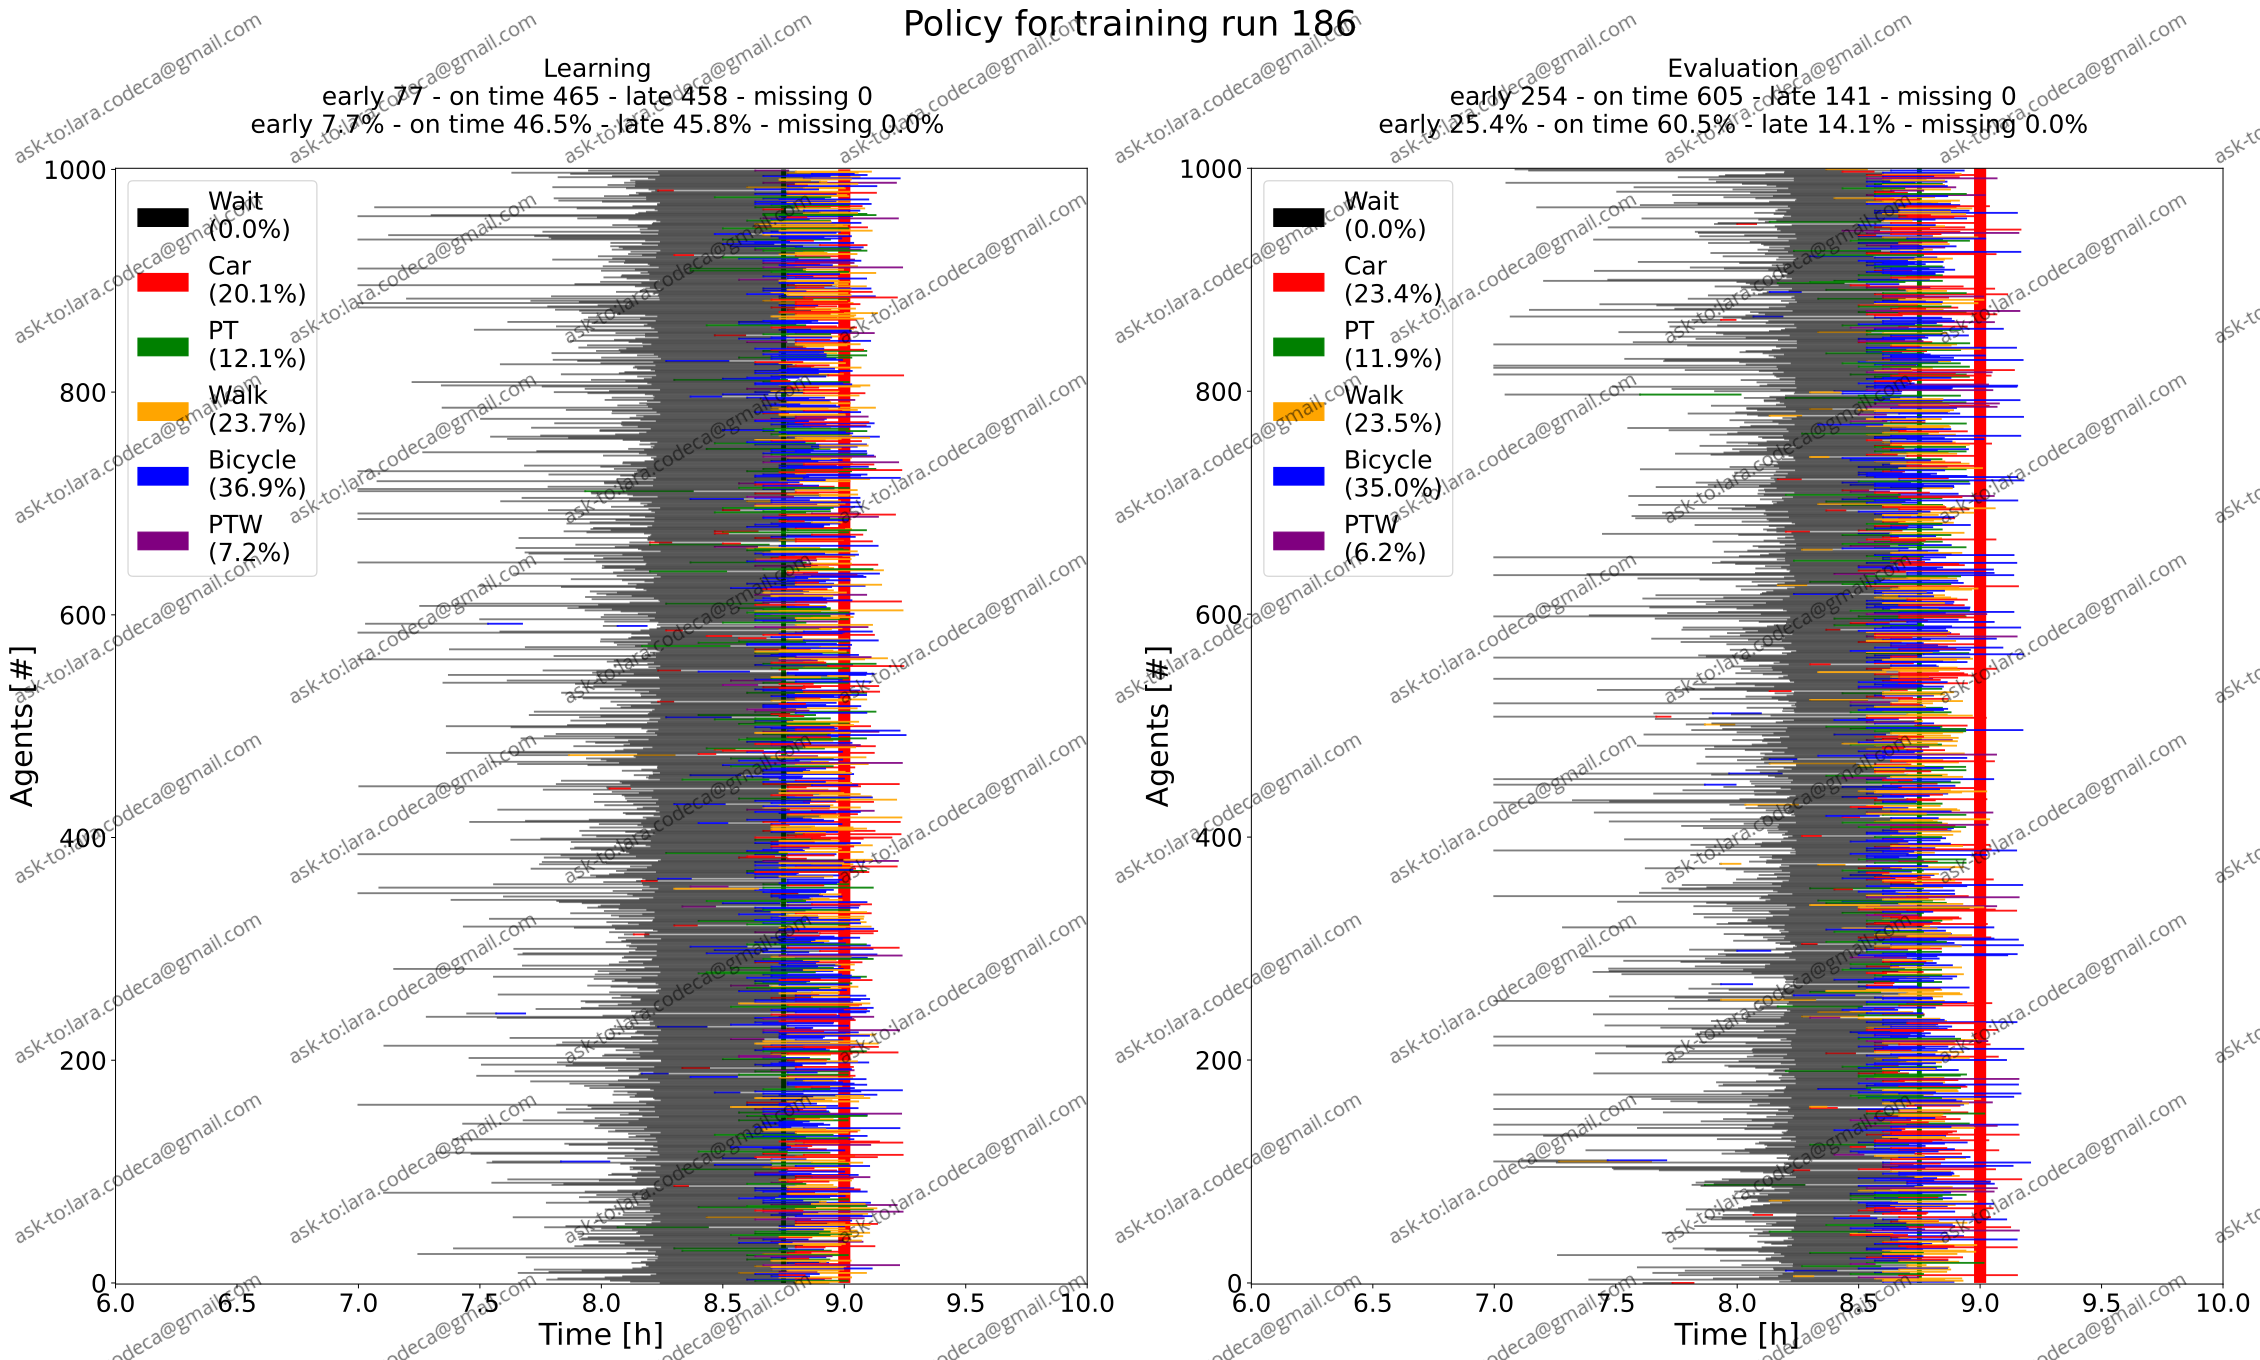 Policy for training run 186
Learning
early 77 - on time 465 - late 458 - missing 0
early 7.7% - on time 46.5% - late 45.8% - missing 0.0%
1000
800
600
400
200
0
Agents [#]
Wait
(0.0%)
Car
(20.1%)
PT
(12.1%)
Walk
(23.7%)
Bicycle
(36.9%)
PTW
(7.2%)
6.0 6.5 7.0 7.5 8.0 8.5 9.0 9.5 10.0
Time [h]
Evaluation
early 254 - on time 605 - late 141 - missing 0
early 25.4% - on time 60.5% - late 14.1% - missing 0.0%
1000
800
600
400
200
0
Agents [#]
Wait
(0.0%)
Car
(23.4%)
PT
(11.9%)
Walk
(23.5%)
Bicycle
(35.0%)
PTW
(6.2%)
6.0 6.5 7.0 7.5 8.0 8.5 9.0 9.5 10.0
Time [h]
ask-to:lara.codeca@gmail.com